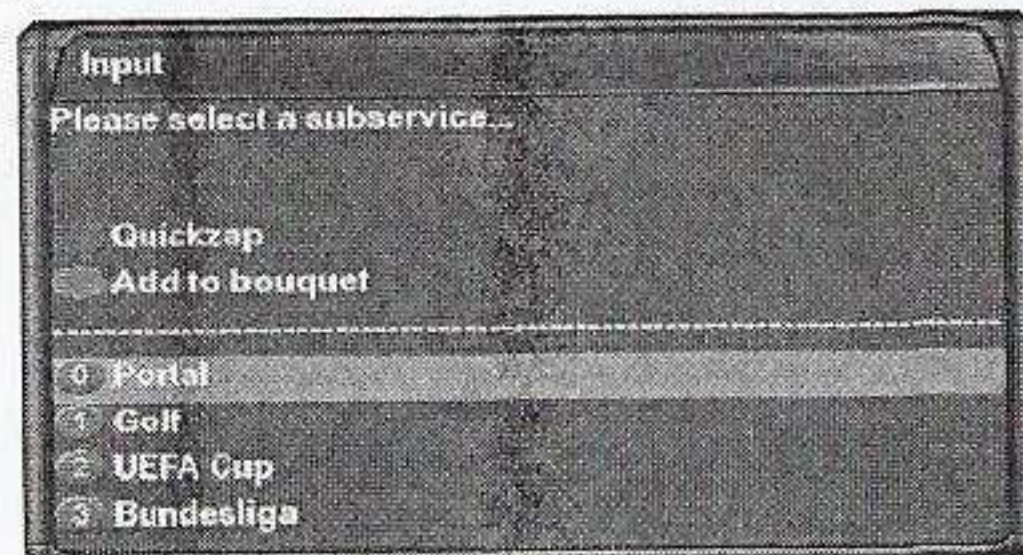 Input
Please select a subservice...
Quickzap
Add to bouquet
0 Portal
1 Golf
2 UEFA Cup
3 Bundesliga